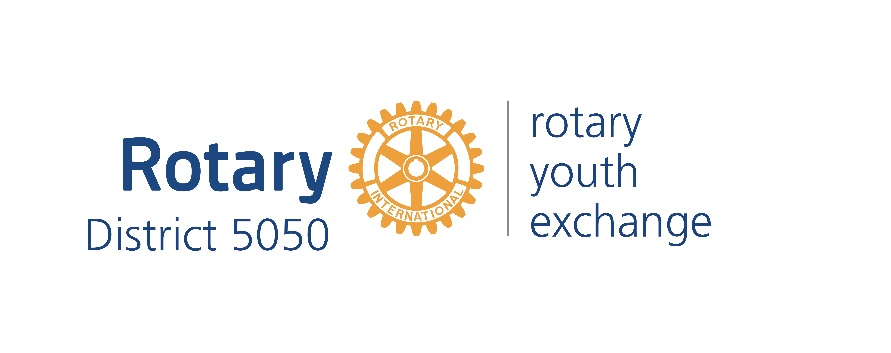 Rotary
District 5050
ROTARY
INTERNATIONAL
rotary
youth
exchange